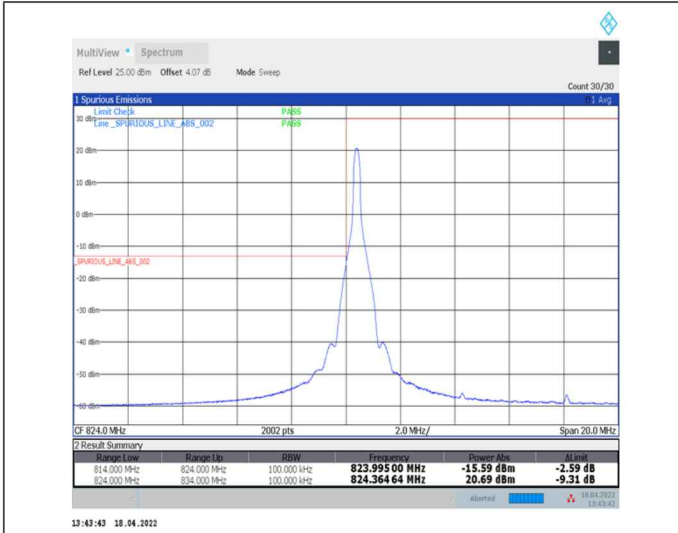 MultiView Spectrum
Ref Level 25.00 dBm Offset 4.07 dB Mode Sweep
Count 30/30
1 Spurious Emissions 1 Avg
Limit Check PASS
30 dBm
Line _SPURIOUS_LINE_ABS_002 PASS
20 dBm
10 dBm
0 dBm
-10 dBm
_SPURIOUS_LINE_ABS_002
-20 dBm
-30 dBm
-40 dBm
-50 dBm
-60 dBm
CF 824.0 MHz 2002 pts 2.0 MHz/ Span 20.0 MHz
2 Result Summary
Range Low Range Up RBW Frequency Power Abs ΔLimit
814.000 MHz 824.000 MHz 100.000 kHz 823.995 00 MHz -15.59 dBm -2.59 dB
824.000 MHz 834.000 MHz 100.000 kHz 824.364 64 MHz 20.69 dBm -9.31 dB
Aborted 18.04.2022
13:43:42
13:43:43 18.04.2022